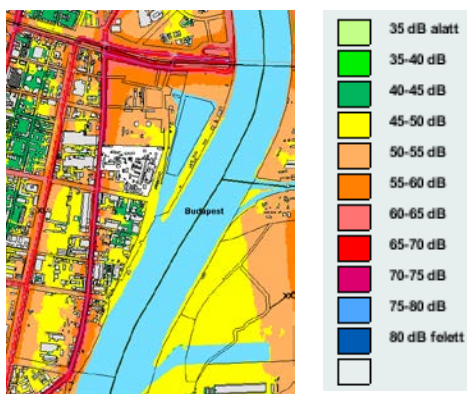 Budapest
XX
35 dB alatt
35-40 dB
40-45 dB
45-50 dB
50-55 dB
55-60 dB
60-65 dB
65-70 dB
70-75 dB
75-80 dB
80 dB felett